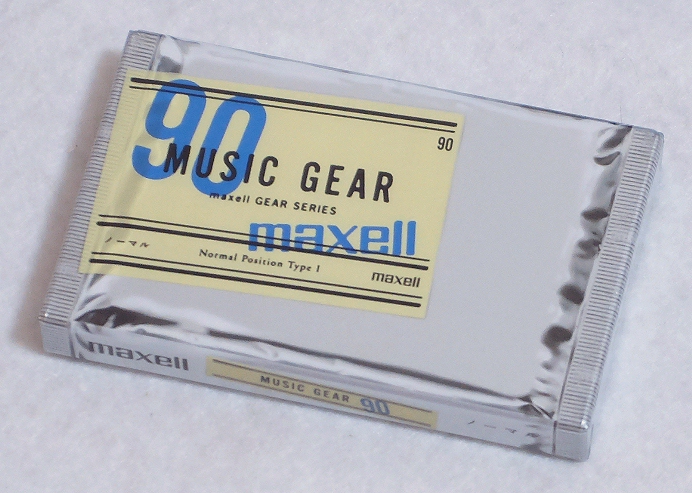 90
90
MUSIC GEAR
maxell GEAR SERIES
maxell
ノーマル
Normal Position Type I
maxell
maxell
MUSIC GEAR 90
ノーマル